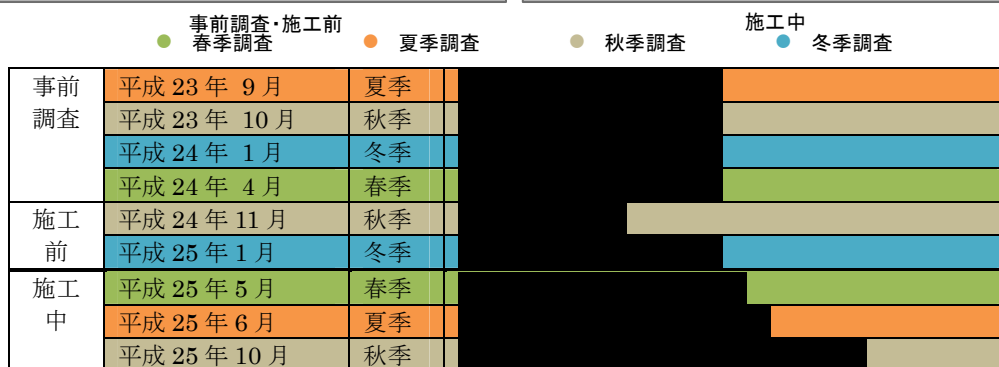 事前調査・施工前
施工中
春季調査 夏季調査 秋季調査 冬季調査
事前 平成 23 年 9 月 夏季
調査 平成 23 年 10 月 秋季
平成 24 年 1 月 冬季
平成 24 年 4 月 春季
施工 平成 24 年 11 月 秋季
前 平成 25 年 1 月 冬季
施工 平成 25 年 5 月 春季
中 平成 25 年 6 月 夏季
平成 25 年 10 月 秋季